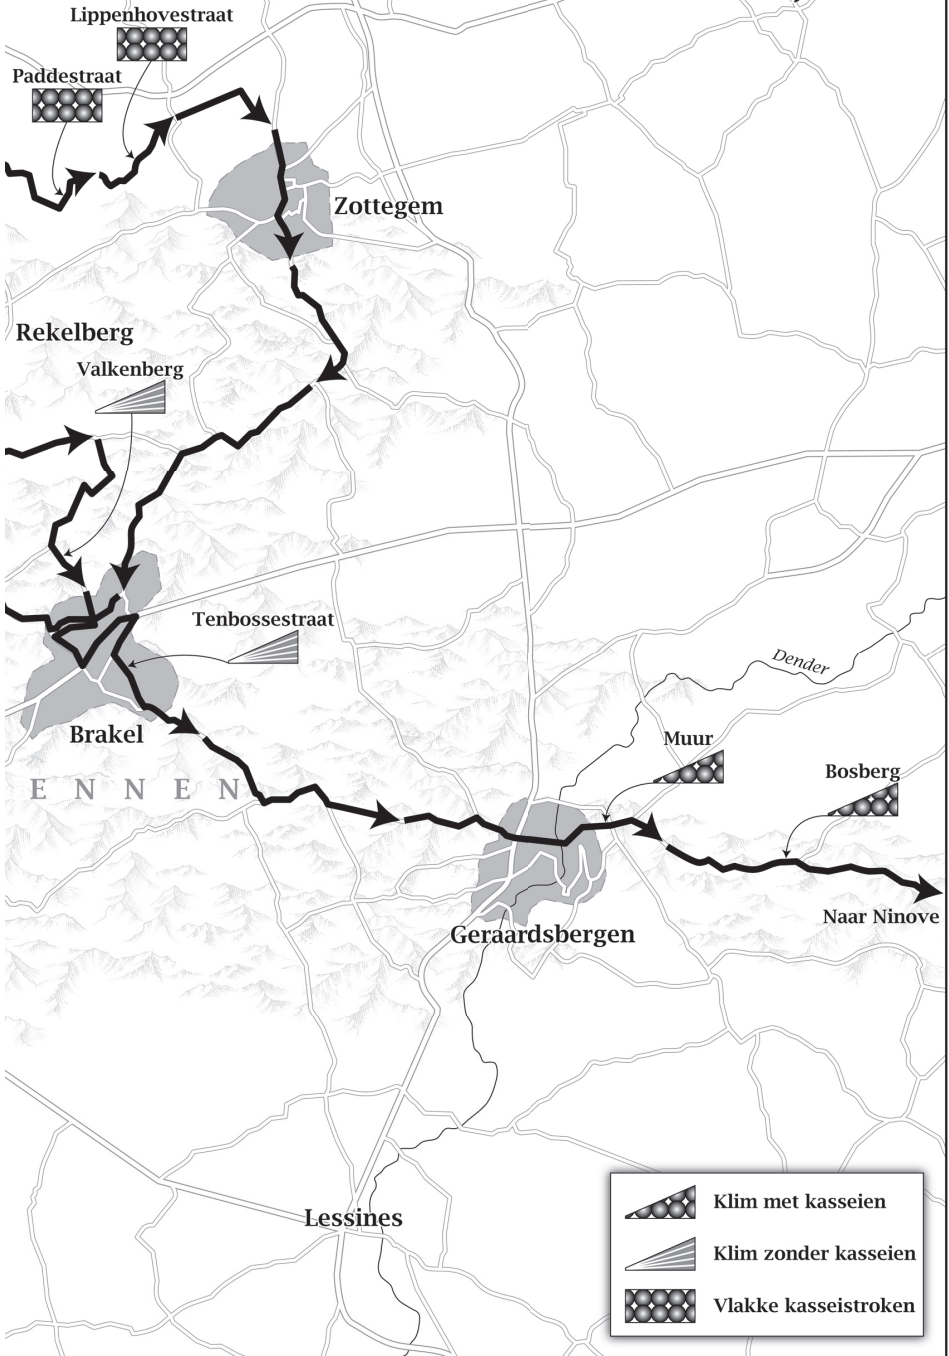 Lippenhovestraat
Paddestraat
Zottegem
Rekelberg
Valkenberg
Tenbossestraat
Dender
Brakel
Muur
Bosberg
E N N E N
Naar Ninove
Geraardsbergen
Lessines
Klim met kasseien
Klim zonder kasseien
Vlakke kasseistroken